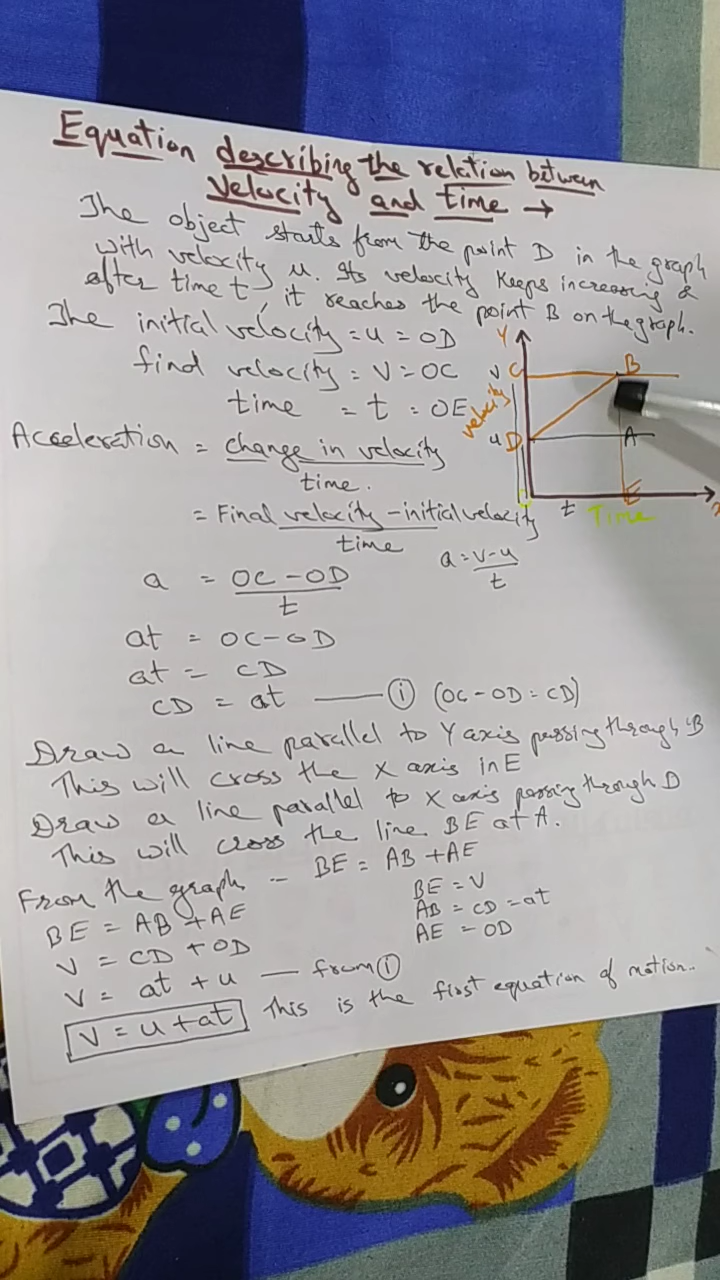 Equation describing the relation between
Velocity and time →
The object starts from the point D in the graph
with velocity u. Its velocity keeps increasing &
after time t, it reaches the point B on the graph.
The initial velocity = u = OD
find velocity = V = OC
time = t = OE
Acceleration = change in velocity
time.
= Final velocity - initial velocity
time
a = v-u
t
a = OC - OD
t
at = OC - OD
at = CD
CD = at —— (i) (OC - OD = CD)
Draw a line parallel to Y axis passing through B
This will cross the X axis in E
Draw a line parallel to X axis passing through D
This will cross the line BE at A.
From the graph - BE = AB + AE
BE = AB + AE
V = CD + OD
V = at + u — from (i)
V = u + at This is the first equation of motion..
BE = V
AB = CD = at
AE = OD
Y
v C B
velocity
u D A
E
t Time